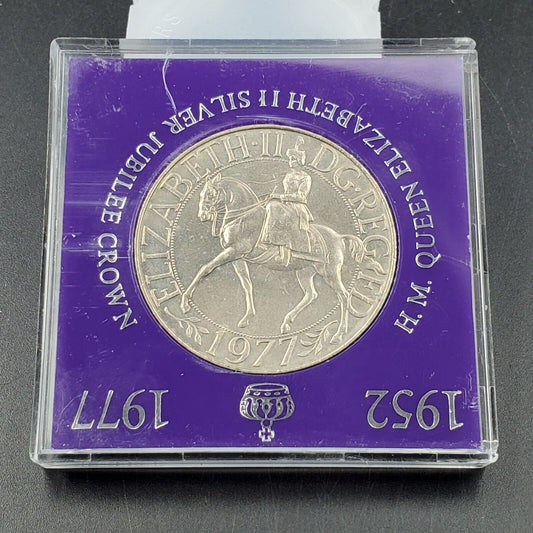 H. M. QUEEN ELIZABETH II SILVER JUBILEE CROWN
1952
1977
ELIZABETH·II D·G·REG F·D
1977